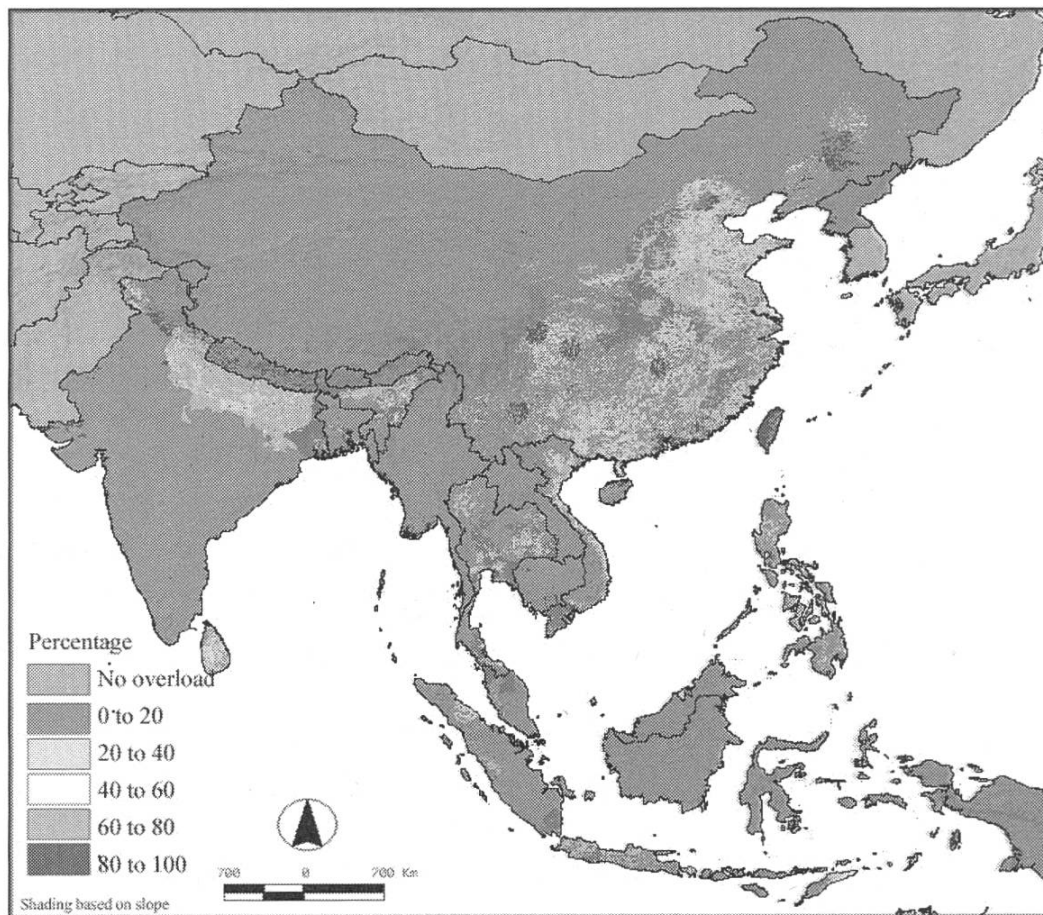 Percentage
No overload
0 to 20
20 to 40
40 to 60
60 to 80
80 to 100
700 0 700 Km
Shading based on slope